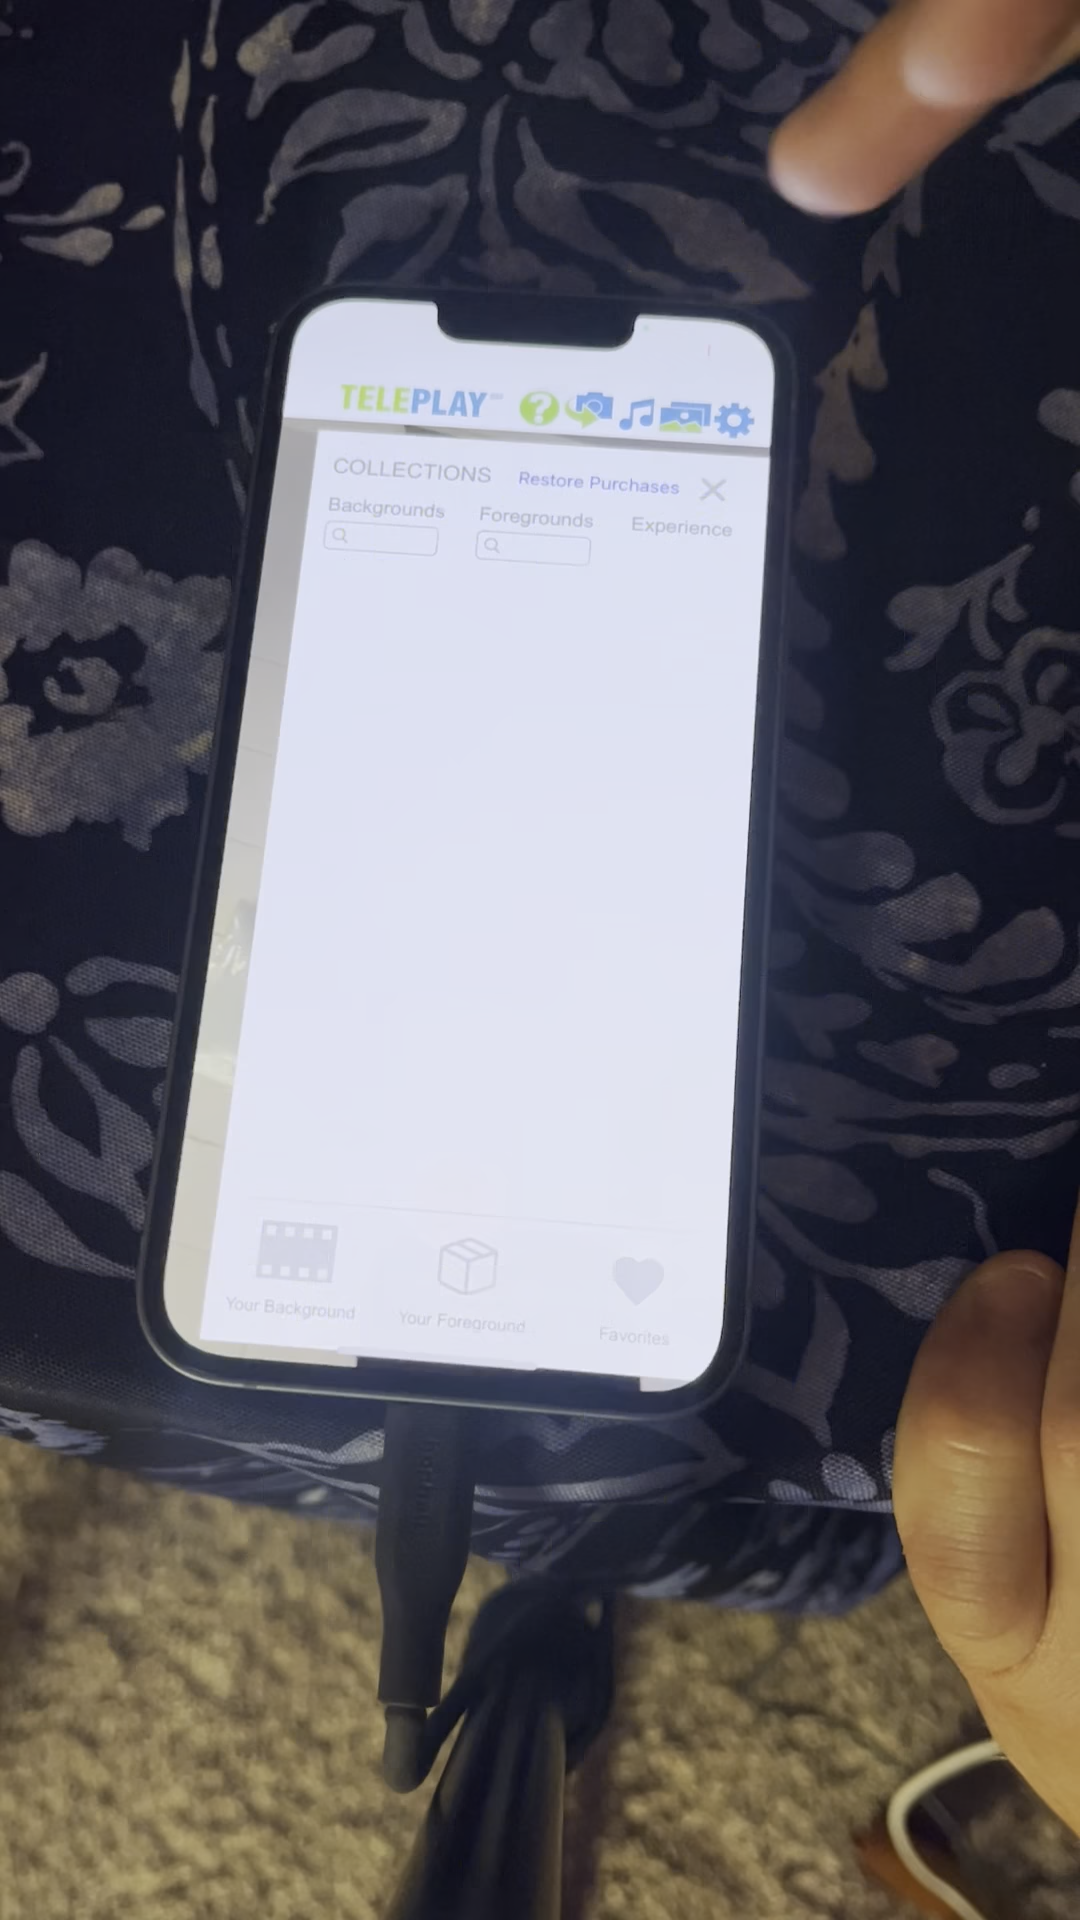 TELEPLAY
COLLECTIONS Restore Purchases
Backgrounds Foregrounds Experience
Your Background Your Foreground Favorites